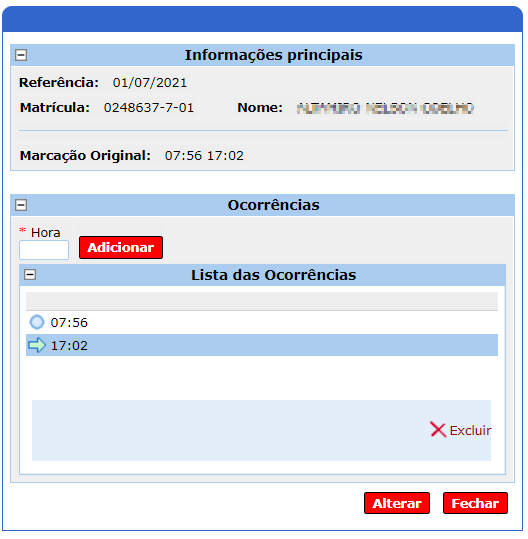 Informações principais
Referência: 01/07/2021
Matrícula: 0248637-7-01 Nome:
Marcação Original: 07:56 17:02
Ocorrências
* Hora
Adicionar
Lista das Ocorrências
07:56
17:02
Excluir
Alterar Fechar